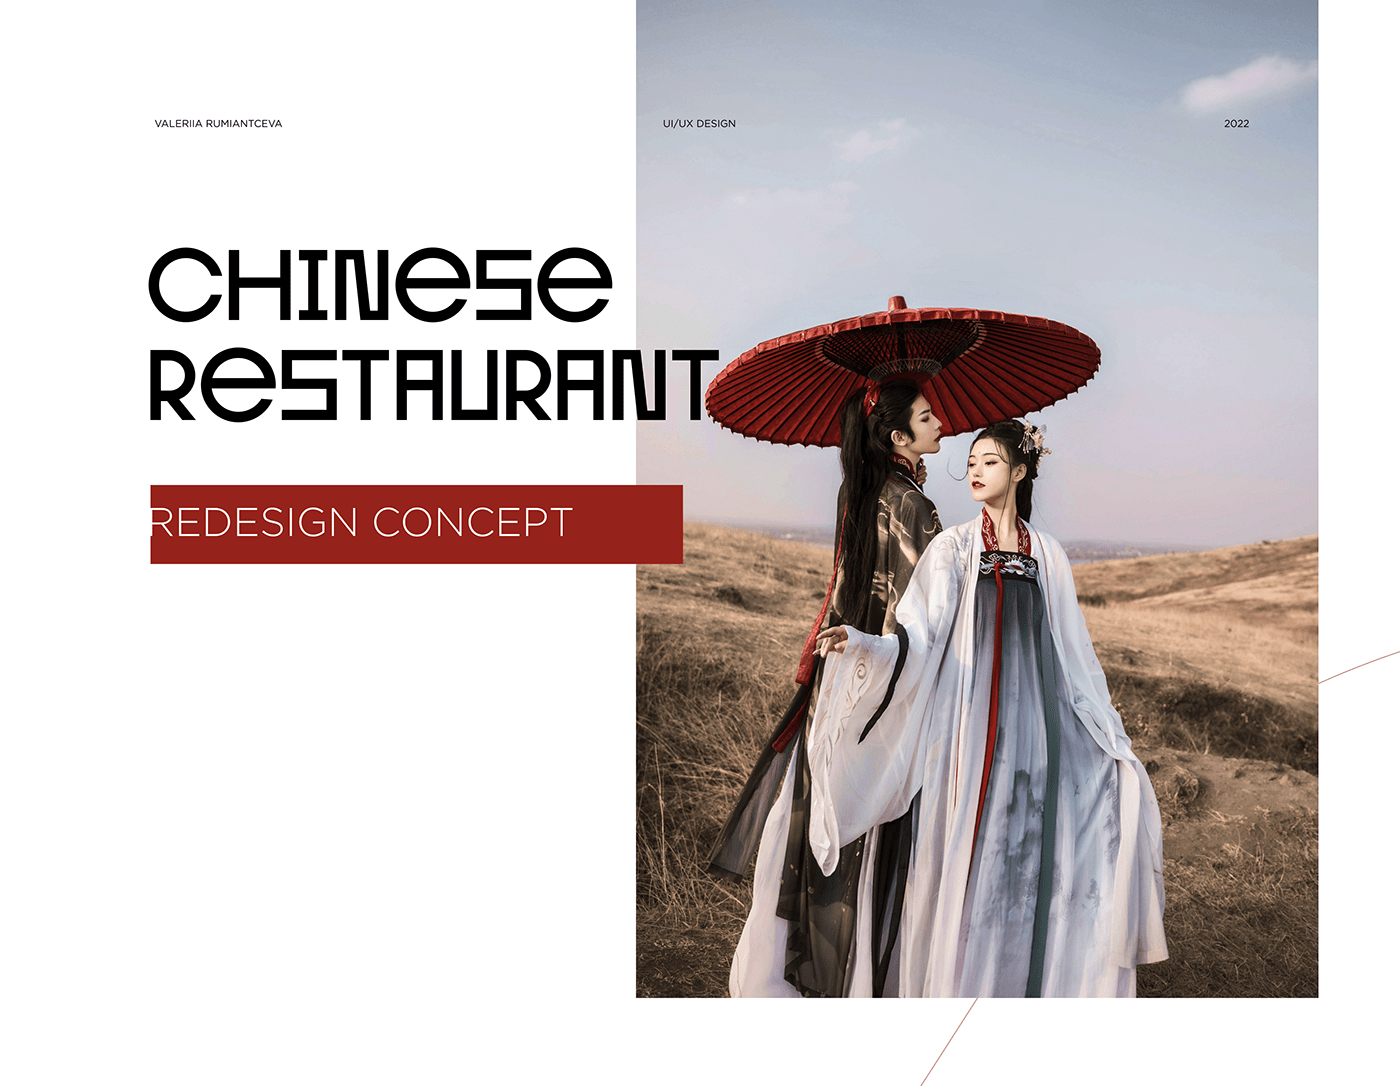 VALERIIA RUMIANTCEVA
UI/UX DESIGN
2022
CHINESE
RESTAURANT
REDESIGN CONCEPT